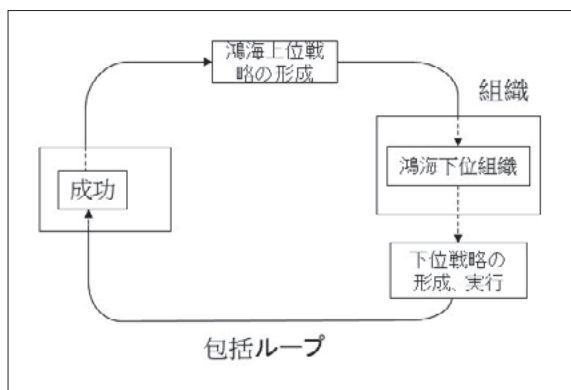 鴻海上位戦
略の形成
組織
鴻海下位組織
成功
下位戦略の
形成、実行
包括ループ